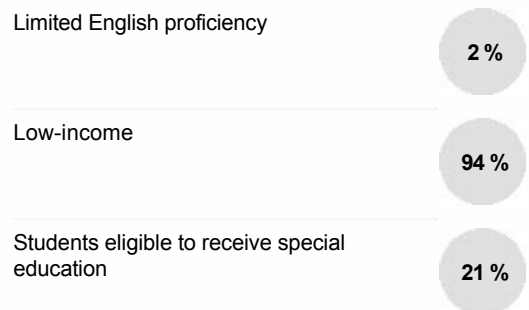 Limited English proficiency
2 %
Low-income
94 %
Students eligible to receive special
education
21 %